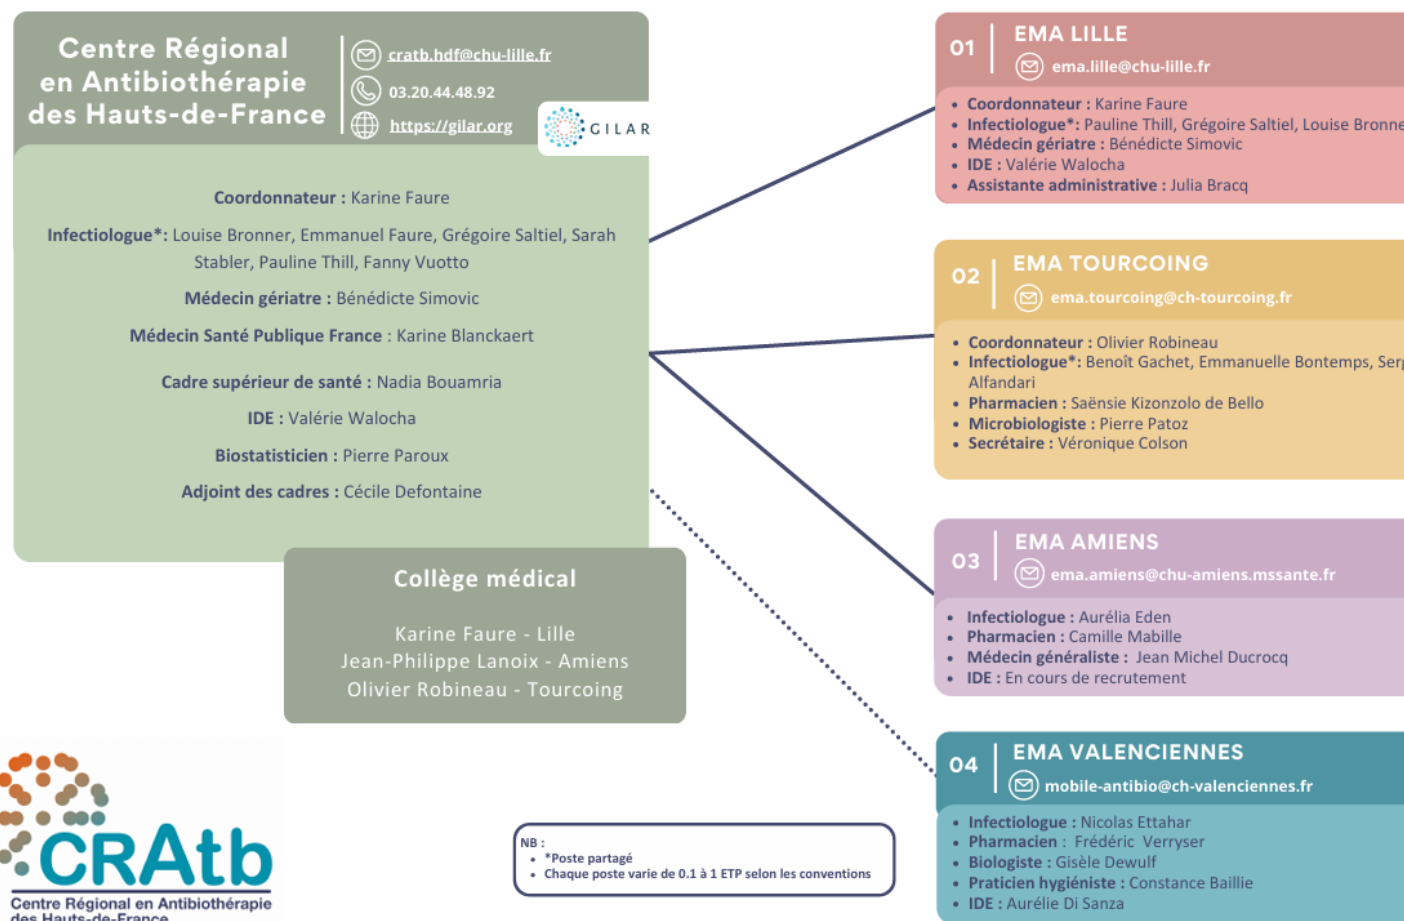 Centre Régional
en Antibiothérapie
des Hauts-de-France
cratb.hdf@chu-lille.fr
03.20.44.48.92
https://gilar.org
GILAR
Coordonnateur : Karine Faure
Infectiologue*: Louise Bronner, Emmanuel Faure, Grégoire Saltiel, Sarah
Stabler, Pauline Thill, Fanny Vuotto
Médecin gériatre : Bénédicte Simovic
Médecin Santé Publique France : Karine Blanckaert
Cadre supérieur de santé : Nadia Bouamria
IDE : Valérie Walocha
Biostatisticien : Pierre Paroux
Adjoint des cadres : Cécile Defontaine
Collège médical
Karine Faure - Lille
Jean-Philippe Lanoix - Amiens
Olivier Robineau - Tourcoing
CRAtb
Centre Régional en Antibiothérapie
des Hauts-de-France
NB :
• *Poste partagé
• Chaque poste varie de 0.1 à 1 ETP selon les conventions
01
EMA LILLE
ema.lille@chu-lille.fr
• Coordonnateur : Karine Faure
• Infectiologue*: Pauline Thill, Grégoire Saltiel, Louise Bronne
• Médecin gériatre : Bénédicte Simovic
• IDE : Valérie Walocha
• Assistante administrative : Julia Bracq
02
EMA TOURCOING
ema.tourcoing@ch-tourcoing.fr
• Coordonnateur : Olivier Robineau
• Infectiologue*: Benoît Gachet, Emmanuelle Bontemps, Ser
Alfandari
• Pharmacien : Saënsie Kizonzolo de Bello
• Microbiologiste : Pierre Patoz
• Secrétaire : Véronique Colson
03
EMA AMIENS
ema.amiens@chu-amiens.mssante.fr
• Infectiologue : Aurélia Eden
• Pharmacien : Camille Mabille
• Médecin généraliste : Jean Michel Ducrocq
• IDE : En cours de recrutement
04
EMA VALENCIENNES
mobile-antibio@ch-valenciennes.fr
• Infectiologue : Nicolas Ettahar
• Pharmacien : Frédéric Verryser
• Biologiste : Gisèle Dewulf
• Praticien hygiéniste : Constance Baillie
• IDE : Aurélie Di Sanza